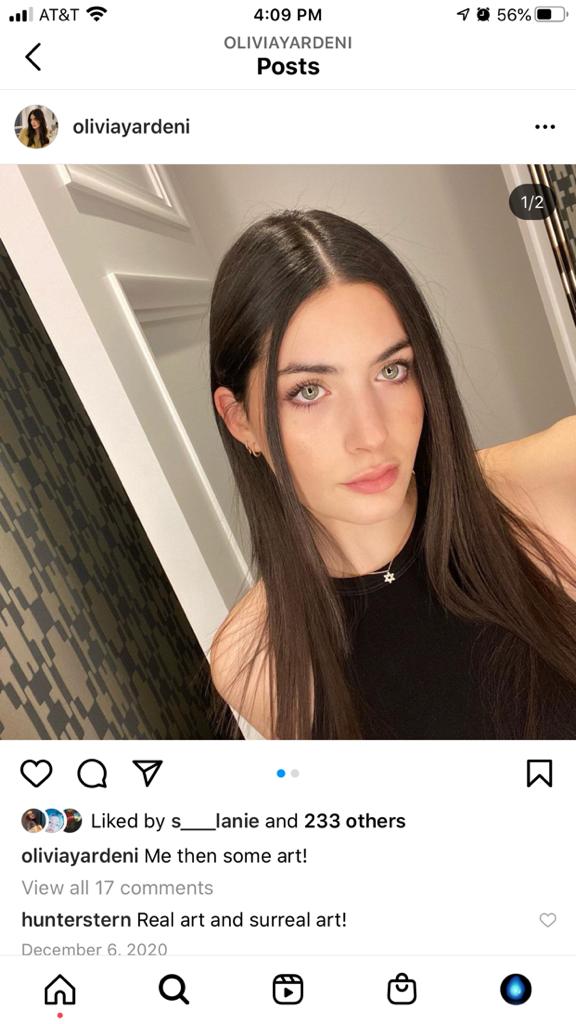 AT&T 4:09 PM 56%
OLIVIAYARDENI
Posts
oliviayardeni
1/2
Liked by s___lanie and 233 others
oliviayardeni Me then some art!
View all 17 comments
hunterstern Real art and surreal art!
December 6, 2020